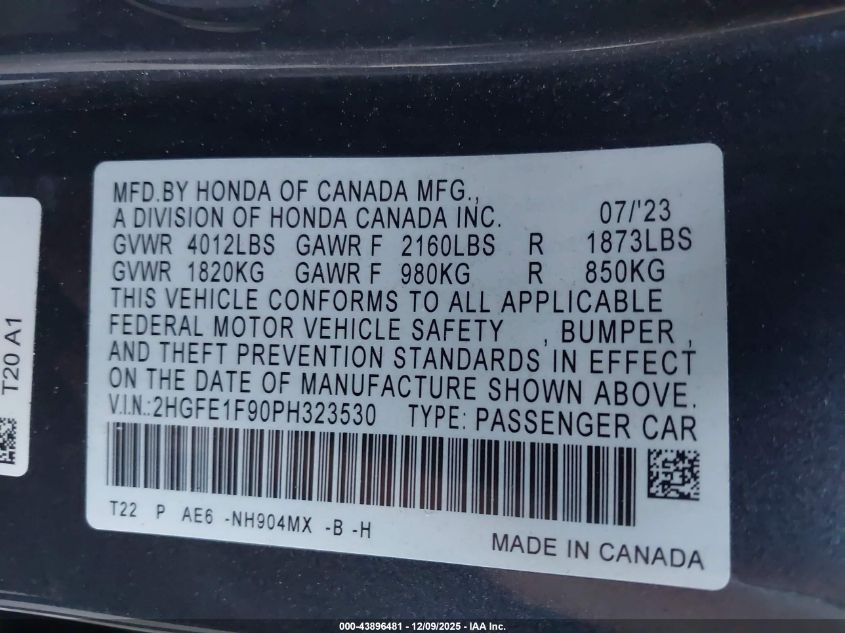 MFD.BY HONDA OF CANADA MFG.,
A DIVISION OF HONDA CANADA INC. 07/'23
GVWR 4012LBS GAWR F 2160LBS R 1873LBS
GVWR 1820KG GAWR F 980KG R 850KG
THIS VEHICLE CONFORMS TO ALL APPLICABLE
FEDERAL MOTOR VEHICLE SAFETY , BUMPER ,
AND THEFT PREVENTION STANDARDS IN EFFECT
ON THE DATE OF MANUFACTURE SHOWN ABOVE.
V.I.N.:2HGFE1F90PH323530 TYPE: PASSENGER CAR
T22 P AE6 -NH904MX -B -H
MADE IN CANADA
T20 A1
000-43896481 - 12/09/2025 - IAA Inc.